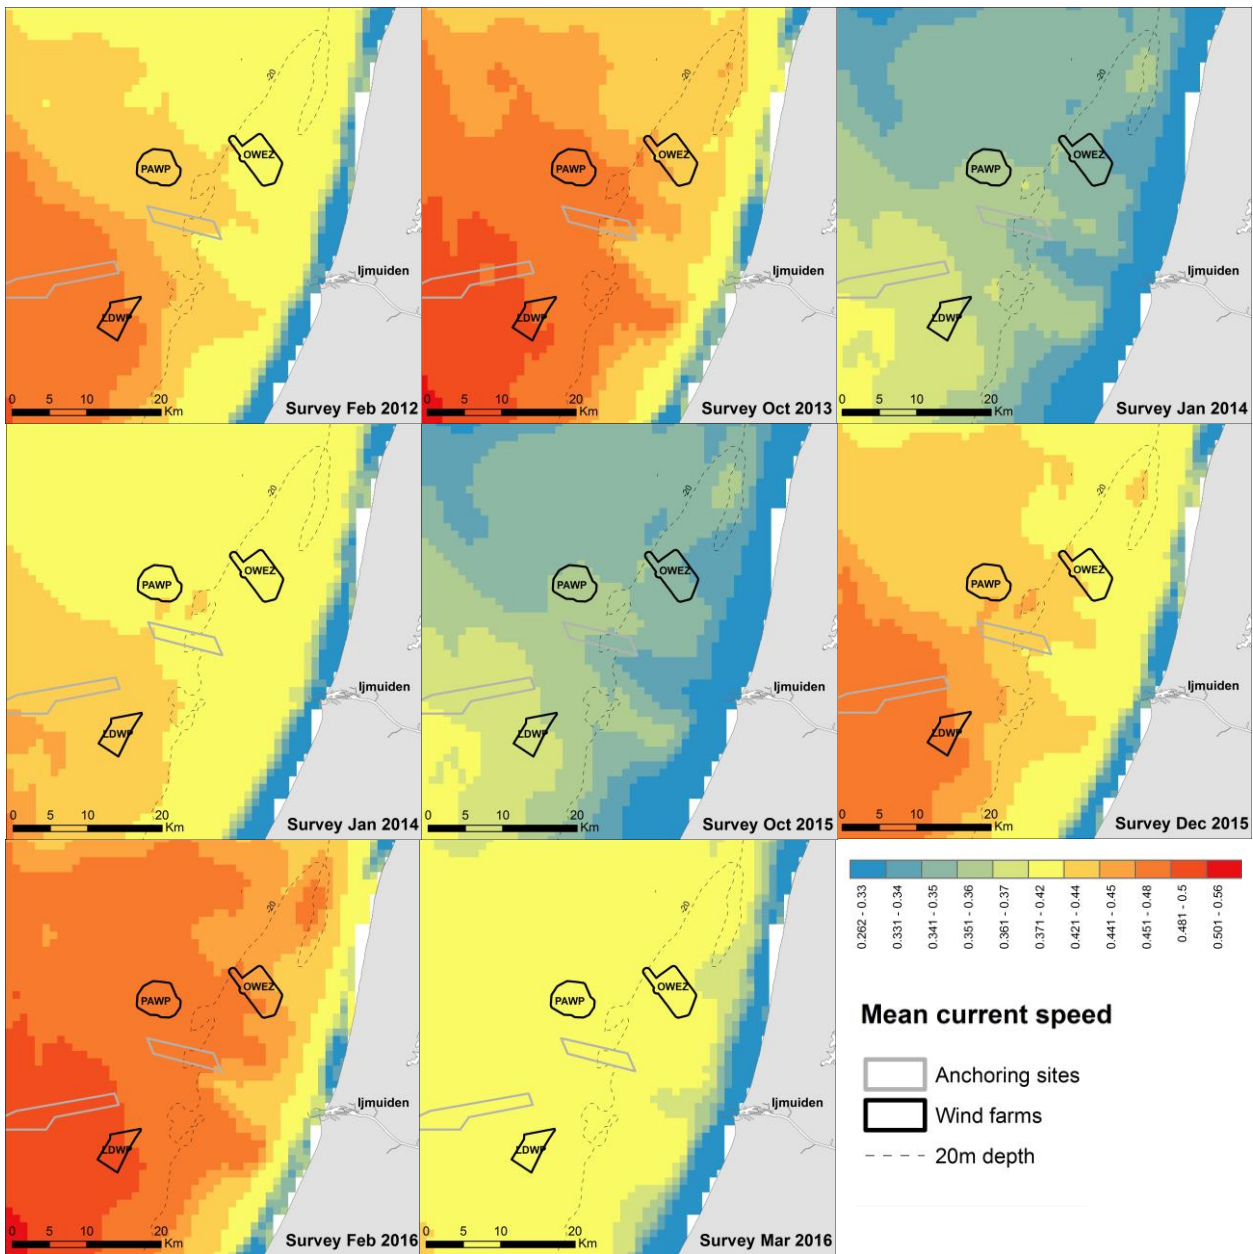 -20
PAWP
OWEZ
Ijmuiden
LDWP
0 5 10 20
Km
Survey Feb 2012
-20
PAWP
OWEZ
Ijmuiden
LDWP
0 5 10 20
Km
Survey Oct 2013
-20
PAWP
OWEZ
Ijmuiden
LDWP
0 5 10 20
Km
Survey Jan 2014
-20
PAWP
OWEZ
Ijmuiden
LDWP
0 5 10 20
Km
Survey Jan 2014
-20
PAWP
OWEZ
Ijmuiden
LDWP
0 5 10 20
Km
Survey Oct 2015
-20
PAWP
OWEZ
Ijmuiden
LDWP
0 5 10 20
Km
Survey Dec 2015
-20
PAWP
OWEZ
Ijmuiden
LDWP
0 5 10 20
Km
Survey Feb 2016
-20
PAWP
OWEZ
Ijmuiden
LDWP
0 5 10 20
Km
Survey Mar 2016
0.262 - 0.33
0.331 - 0.34
0.341 - 0.35
0.351 - 0.36
0.361 - 0.37
0.371 - 0.42
0.421 - 0.44
0.441 - 0.45
0.451 - 0.48
0.481 - 0.5
0.501 - 0.56
Mean current speed
Anchoring sites
Wind farms
20m depth